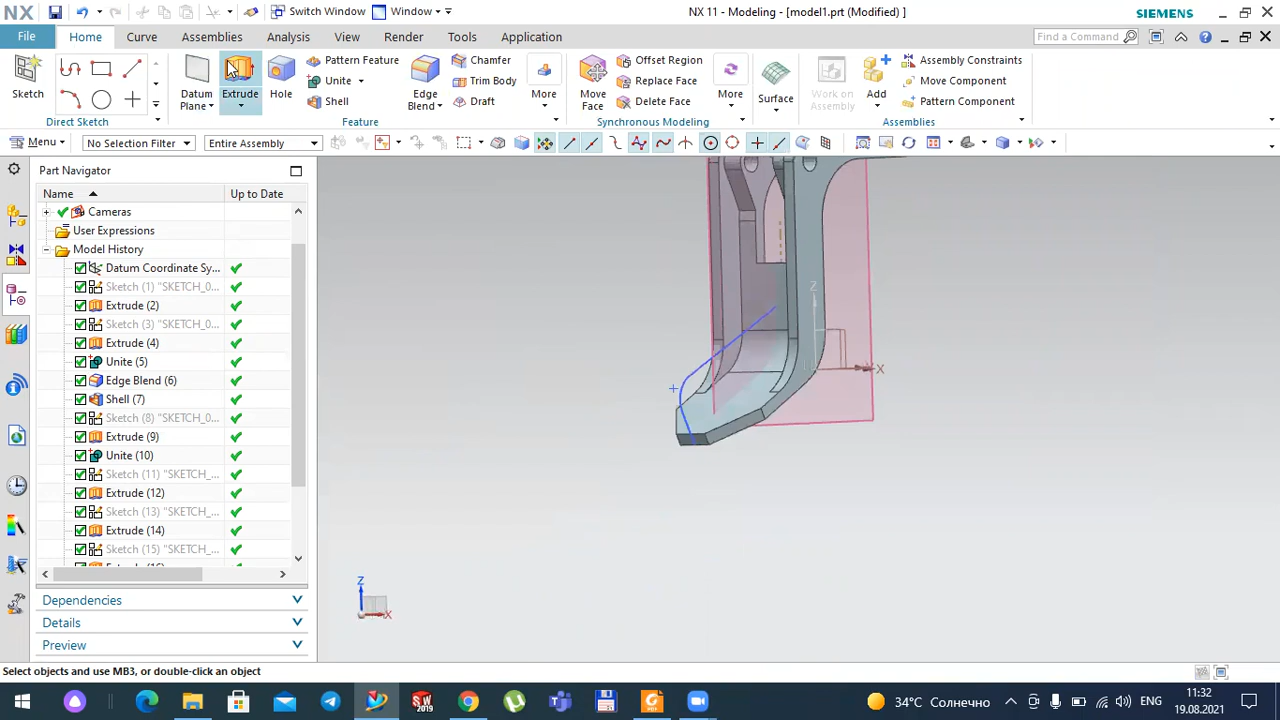 NX Switch Window Window NX 11 - Modeling - [model1.prt (Modified) ] SIEMENS
File Home Curve Assemblies Analysis View Render Tools Application Find a Command
Sketch Datum Plane Extrude Hole Pattern Feature Unite Shell Edge Blend Chamfer Trim Body Draft More Move Face Offset Region Replace Face Delete Face More Surface Work on Assembly Add Assembly Constraints Move Component Pattern Component
Direct Sketch Feature Synchronous Modeling Assemblies
Menu No Selection Filter Entire Assembly
Part Navigator
Name Up to Date
Cameras
User Expressions
Model History
Datum Coordinate Sy...
Sketch (1) "SKETCH_0...
Extrude (2)
Sketch (3) "SKETCH_0...
Extrude (4)
Unite (5)
Edge Blend (6)
Shell (7)
Sketch (8) "SKETCH_0...
Extrude (9)
Unite (10)
Sketch (11) "SKETCH_...
Extrude (12)
Sketch (13) "SKETCH_...
Extrude (14)
Sketch (15) "SKETCH_...
Dependencies
Details
Preview
Z
X
Z
X
Select objects and use MB3, or double-click an object
SW 2019
34°C Солнечно
ENG
11:32
19.08.2021